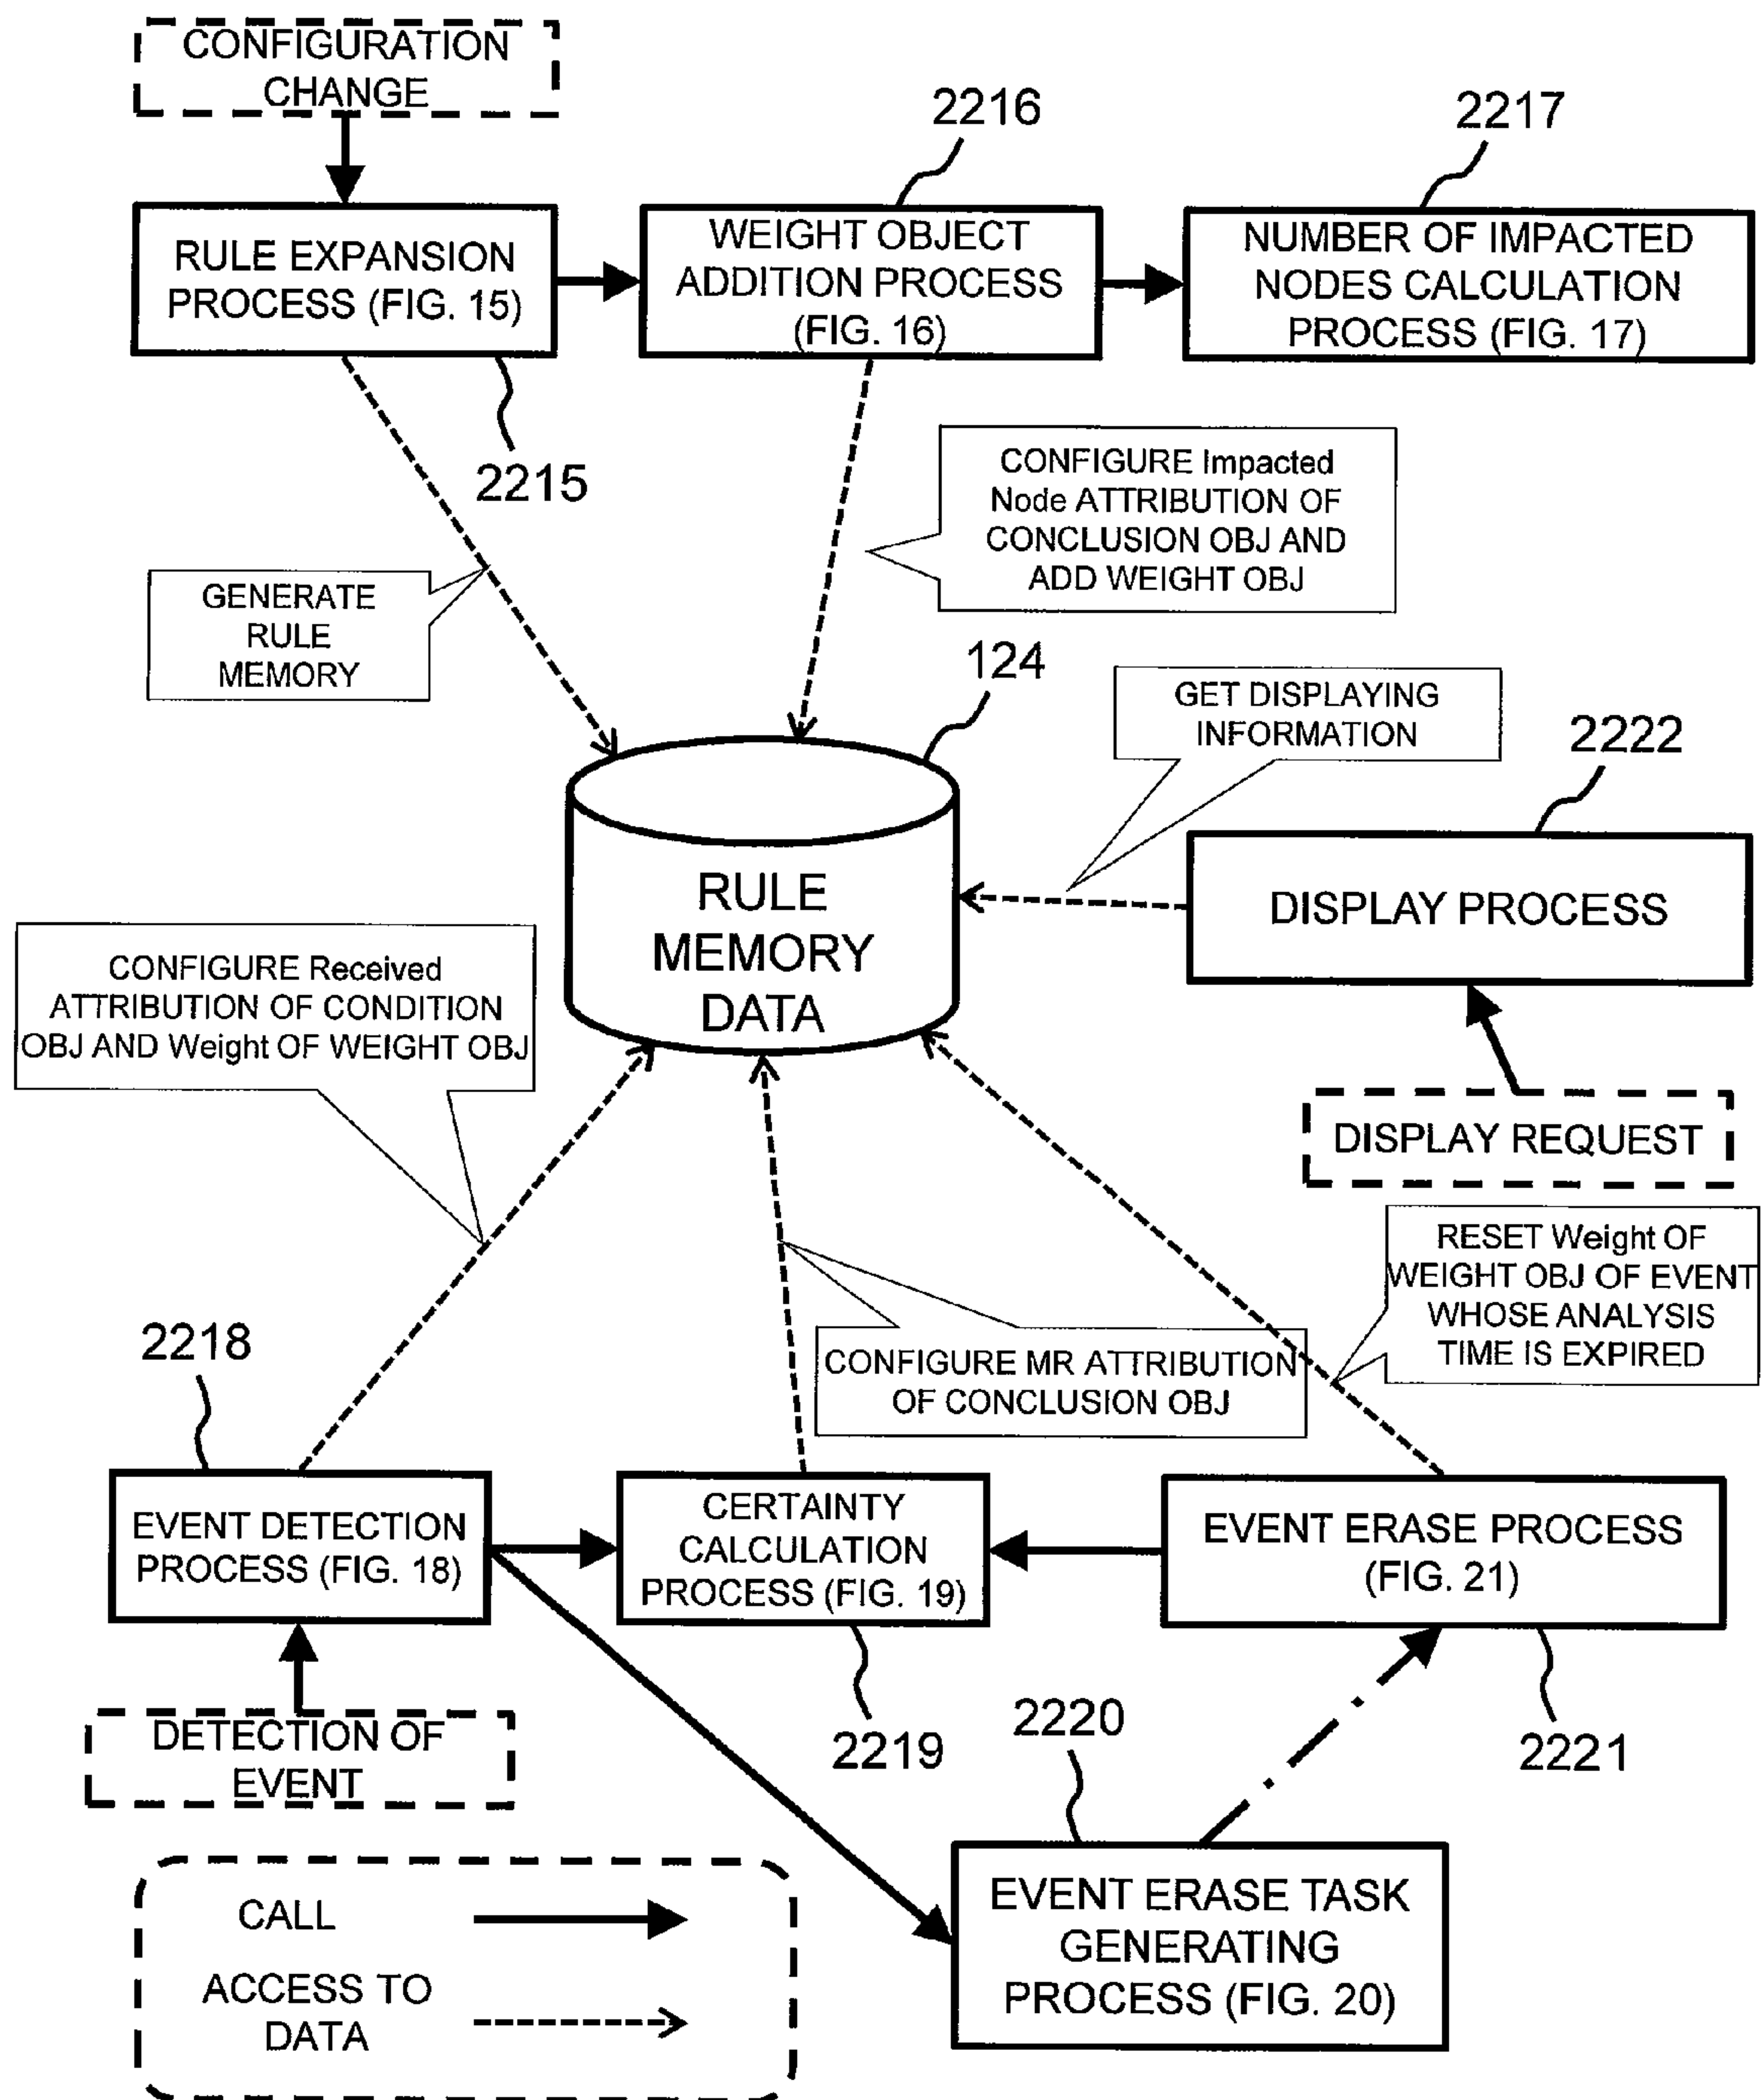 CONFIGURATION
CHANGE
2216
2217
RULE EXPANSION
PROCESS (FIG. 15)
WEIGHT OBJECT
ADDITION PROCESS
(FIG. 16)
NUMBER OF IMPACTED
NODES CALCULATION
PROCESS (FIG. 17)
2215
CONFIGURE Impacted
Node ATTRIBUTION OF
CONCLUSION OBJ AND
ADD WEIGHT OBJ
GENERATE
RULE
MEMORY
124
GET DISPLAYING
INFORMATION
2222
RULE
MEMORY
DATA
DISPLAY PROCESS
CONFIGURE Received
ATTRIBUTION OF CONDITION
OBJ AND Weight OF WEIGHT OBJ
DISPLAY REQUEST
RESET Weight OF
WEIGHT OBJ OF EVENT
WHOSE ANALYSIS
TIME IS EXPIRED
2218
CONFIGURE MR ATTRIBUTION
OF CONCLUSION OBJ
EVENT DETECTION
PROCESS (FIG. 18)
CERTAINTY
CALCULATION
PROCESS (FIG. 19)
EVENT ERASE PROCESS
(FIG. 21)
DETECTION OF
EVENT
2219
2220
2221
EVENT ERASE TASK
GENERATING
PROCESS (FIG. 20)
CALL
ACCESS TO
DATA